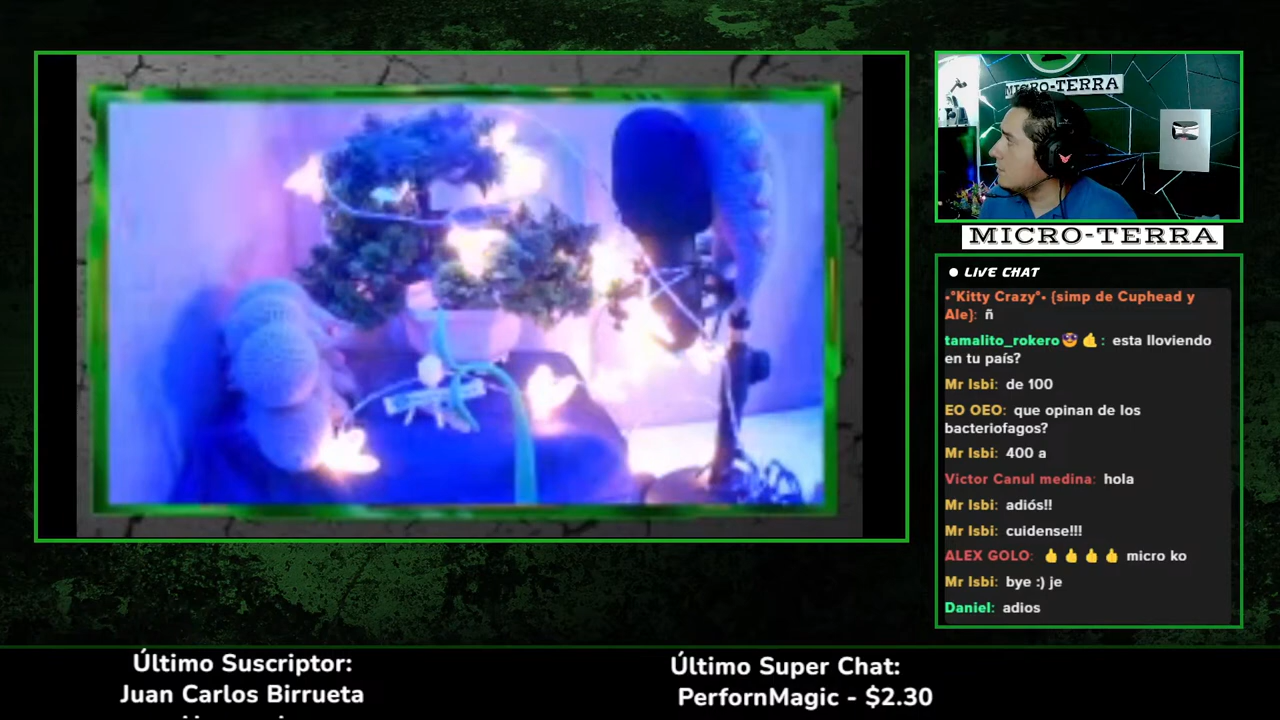 MICRO-TERRA
MICRO-TERRA
LIVE CHAT
•°Kitty Crazy°• (simp de Cuphead y
Ale): ñ
tamalito_rokero😎🤙: esta lloviendo
en tu país?
Mr Isbi: de 100
EO OEO: que opinan de los
bacteriofagos?
Mr Isbi: 400 a
Victor Canul medina: hola
Mr Isbi: adiós!!
Mr Isbi: cuidense!!!
ALEX GOLO: 👍👍👍👍 micro ko
Mr Isbi: bye :) je
Daniel: adios
Último Suscriptor:
Juan Carlos Birrueta
Último Super Chat:
PerfornMagic - $2.30